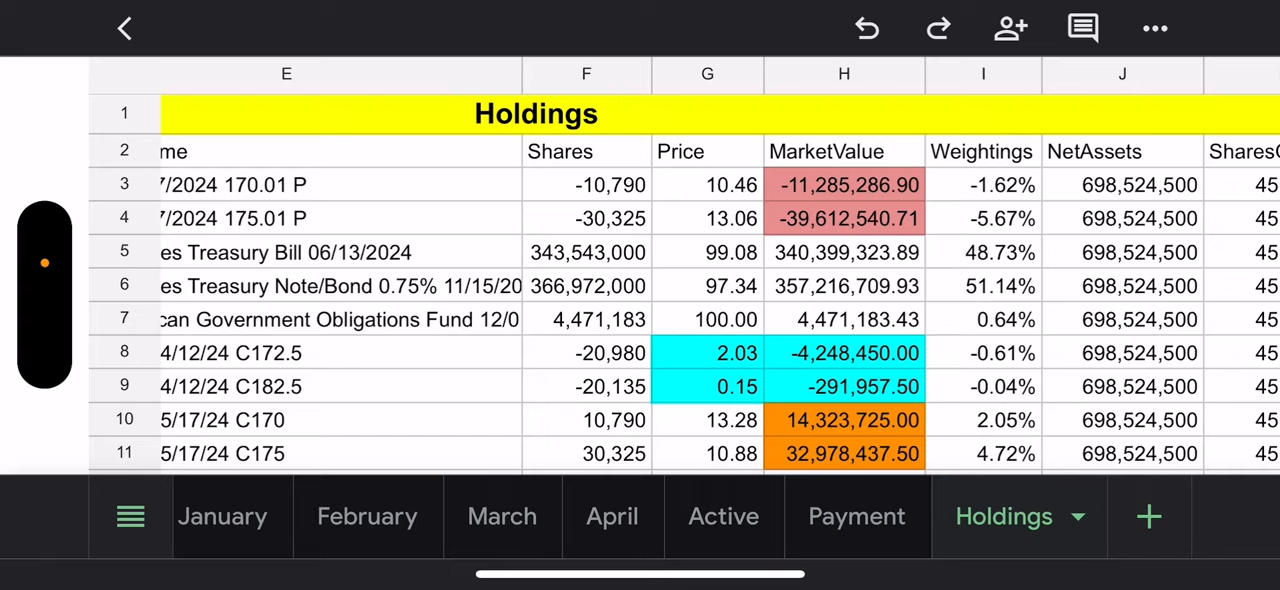 E F G H I J
1 Holdings
2 me Shares Price MarketValue Weightings NetAssets Shares
3 7/2024 170.01 P -10,790 10.46 -11,285,286.90 -1.62% 698,524,500 45
4 7/2024 175.01 P -30,325 13.06 -39,612,540.71 -5.67% 698,524,500 45
5 es Treasury Bill 06/13/2024 343,543,000 99.08 340,399,323.89 48.73% 698,524,500 45
6 es Treasury Note/Bond 0.75% 11/15/20 366,972,000 97.34 357,216,709.93 51.14% 698,524,500 45
7 can Government Obligations Fund 12/0 4,471,183 100.00 4,471,183.43 0.64% 698,524,500 45
8 4/12/24 C172.5 -20,980 2.03 -4,248,450.00 -0.61% 698,524,500 45
9 4/12/24 C182.5 -20,135 0.15 -291,957.50 -0.04% 698,524,500 45
10 5/17/24 C170 10,790 13.28 14,323,725.00 2.05% 698,524,500 45
11 5/17/24 C175 30,325 10.88 32,978,437.50 4.72% 698,524,500 45
January February March April Active Payment Holdings